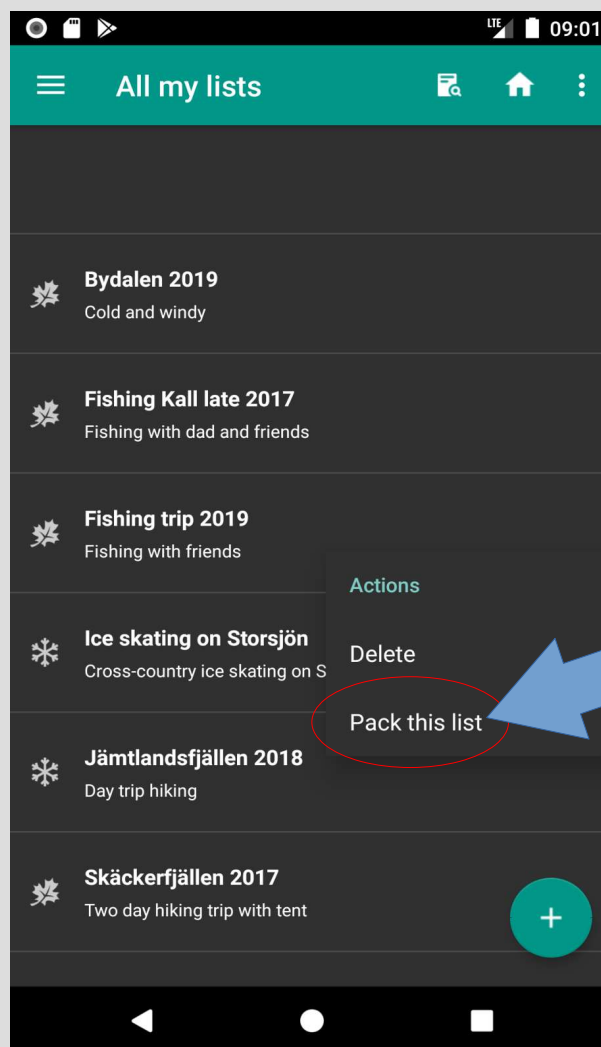 LTE 09:01
All my lists
Bydalen 2019
Cold and windy
Fishing Kall late 2017
Fishing with dad and friends
Fishing trip 2019
Fishing with friends
Actions
Ice skating on Storsjön
Delete
Cross-country ice skating on S
Pack this list
Jämtlandsfjällen 2018
Day trip hiking
Skäckerfjällen 2017
Two day hiking trip with tent